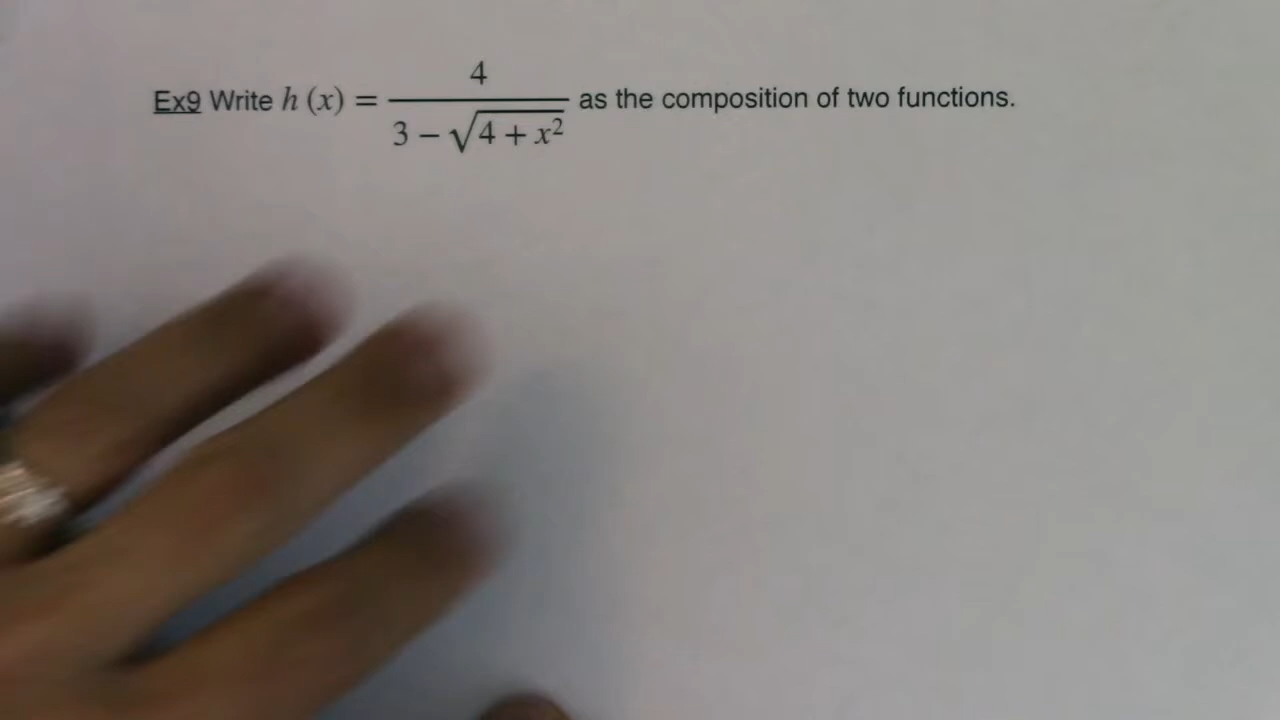 Ex9 Write h (x) = 4 / (3 − √(4 + x²)) as the composition of two functions.